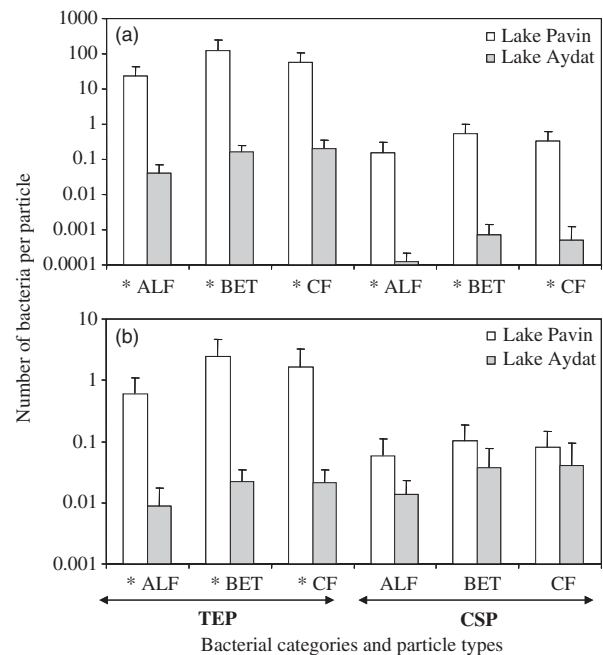 Number of bacteria per particle
(a)
Lake Pavin
Lake Aydat
1000
100
10
1
0.1
0.01
0.001
0.0001
* ALF * BET * CF * ALF * BET * CF
(b)
Lake Pavin
Lake Aydat
10
1
0.1
0.01
0.001
* ALF * BET * CF ALF BET CF
TEP CSP
Bacterial categories and particle types